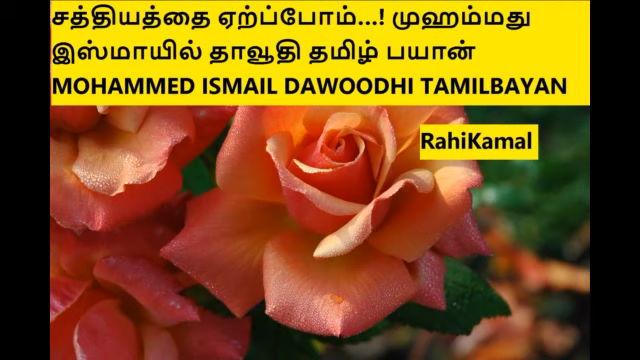 சத்தியத்தை ஏற்ப்போம்...! முஹம்மது
இஸ்மாயில் தாவூதி தமிழ் பயான்
MOHAMMED ISMAIL DAWOODHI TAMILBAYAN
RahiKamal